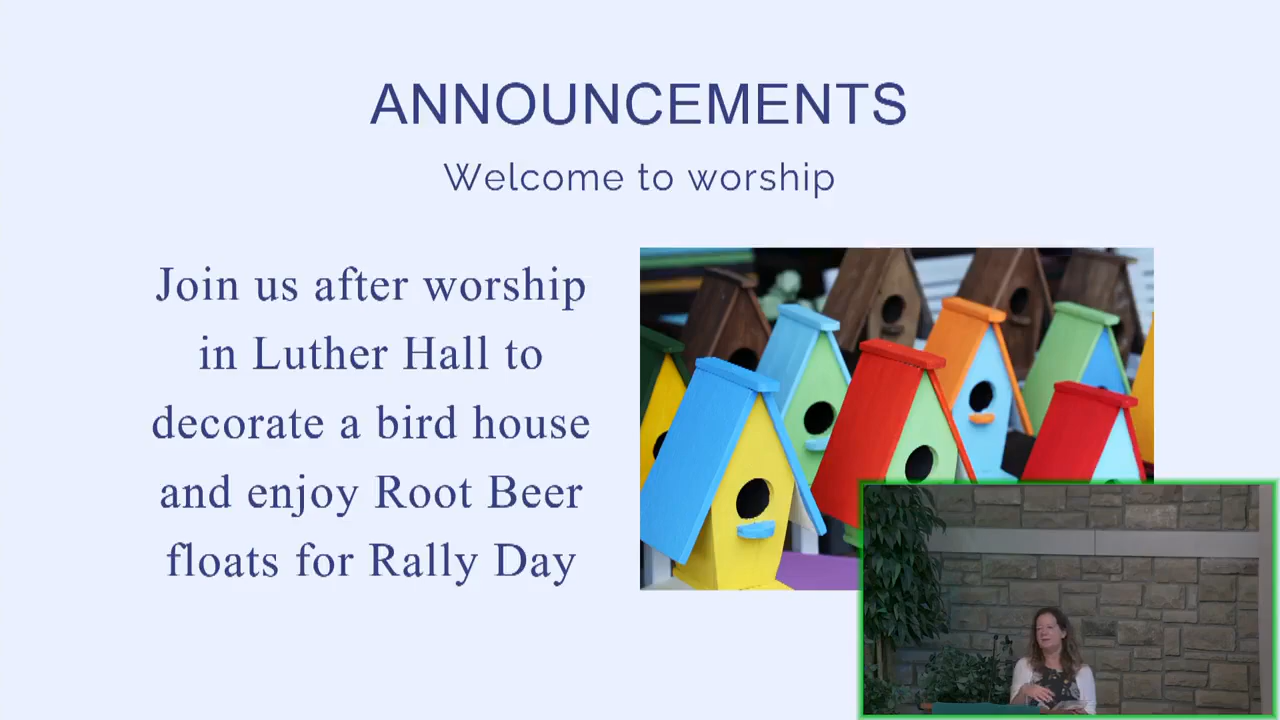 ANNOUNCEMENTS
Welcome to worship
Join us after worship
in Luther Hall to
decorate a bird house
and enjoy Root Beer
floats for Rally Day